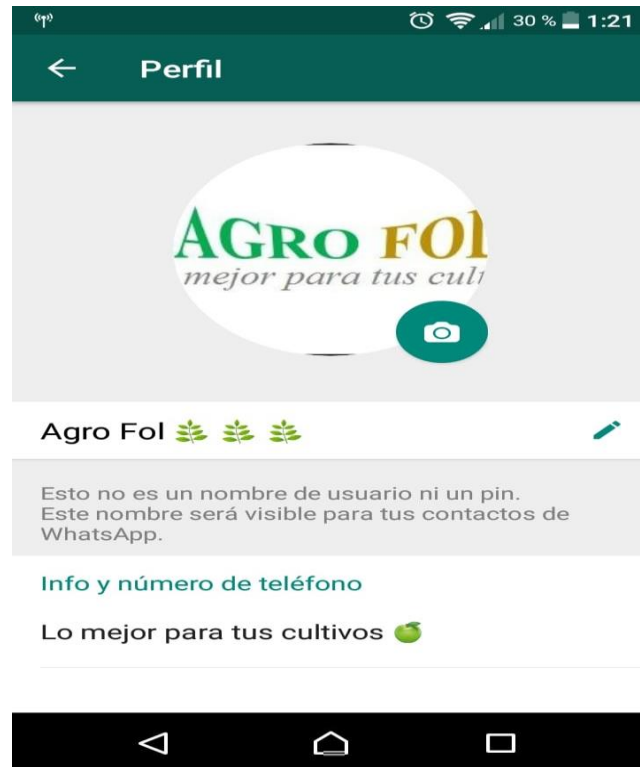 30 % 1:21
Perfil
AGRO FOl
mejor para tus cult
Agro Fol
Esto no es un nombre de usuario ni un pin.
Este nombre será visible para tus contactos de
WhatsApp.
Info y número de teléfono
Lo mejor para tus cultivos